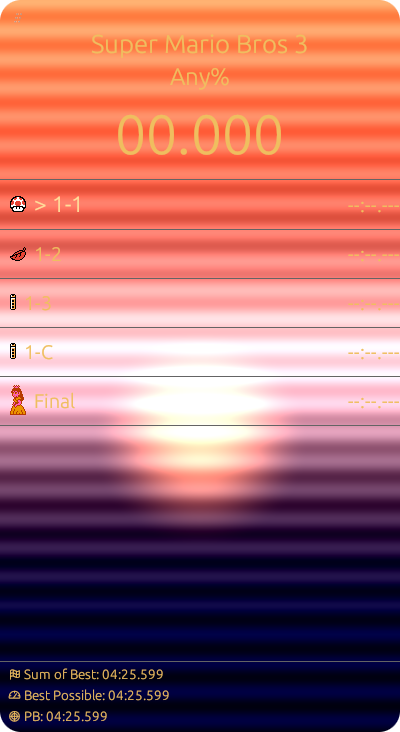 Super Mario Bros 3
Any%
00.000
> 1-1 --:--.---
1-2 --:--.---
1-3 --:--.---
1-C --:--.---
Final --:--.---
Sum of Best: 04:25.599
Best Possible: 04:25.599
PB: 04:25.599